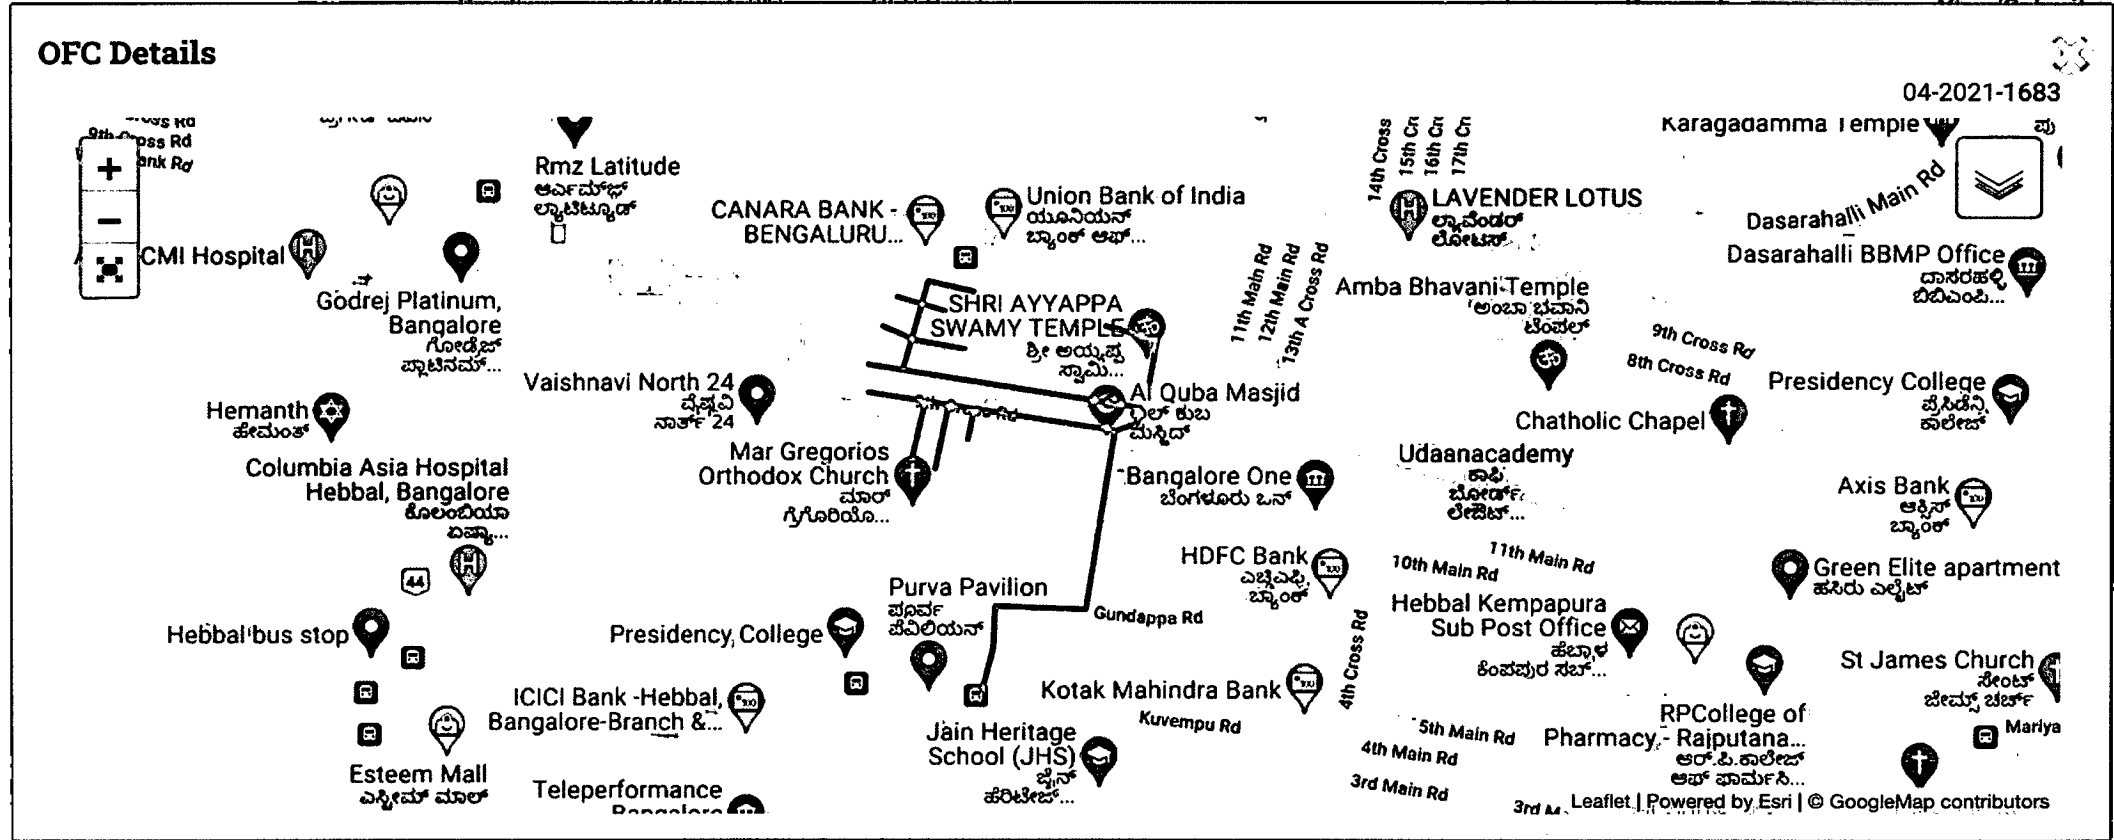 OFC Details
04-2021-1683
9th Cross Rd
Karagadamma Temple
Rmz Latitude
ಆರ್ಎಮ್ಜ್
ಲ್ಯಾಟಿಟ್ಯೂಡ್
CANARA BANK -
BENGALURU...
Union Bank of India
ಯೂನಿಯನ್
ಬ್ಯಾಂಕ್ ಆಫ್...
14th Cross
15th Cr
16th Cr
17th Cr
LAVENDER LOTUS
ಲ್ಯಾವೆಂಡರ್
ಲೋಟಸ್
Dasarahalli Main Rd
CMI Hospital
Dasarahalli BBMP Office
ದಾಸರಹಳ್ಳಿ
ಬಿಬಿಎಂಪಿ...
Godrej Platinum,
Bangalore
ಗೋದ್ರೆಜ್
ಪ್ಲಾಟಿನಮ್...
SHRI AYYAPPA
SWAMY TEMPLE
ಶ್ರೀ ಅಯ್ಯಪ್ಪ
ಸ್ವಾಮಿ...
11th Main Rd
12th Main Rd
13th A Cross Rd
Amba Bhavani Temple
ಅಂಬಾ ಭವಾನಿ
ಟೆಂಪಲ್
9th Cross Rd
8th Cross Rd
Vaishnavi North 24
ವೈಷ್ಣವಿ
ನಾರ್ತ್ 24
Al Quba Masjid
ಅಲ್ ಕುಬ
ಮಸ್ಜಿದ್
Presidency College
ಪ್ರೆಸಿಡೆನ್ಸಿ
ಕಾಲೇಜ್
Hemanth
ಹೇಮಂತ್
Chatholic Chapel
Mar Gregorios
Orthodox Church
ಮಾರ್
ಗ್ರೆಗೊರಿಯೊ...
Columbia Asia Hospital
Hebbal, Bangalore
ಕೊಲಂಬಿಯಾ
ಏಷ್ಯಾ...
Bangalore One
ಬೆಂಗಳೂರು ಒನ್
Udaanacademy
ಕಾಫಿ
ಬೋರ್ಡ್
ಲೇಔಟ್...
Axis Bank
ಆಕ್ಸಿಸ್
ಬ್ಯಾಂಕ್
44
HDFC Bank
ಎಚ್ಡಿಎಫ್ಸಿ
ಬ್ಯಾಂಕ್
10th Main Rd
11th Main Rd
Green Elite apartment
ಹಸಿರು ಎಲೈಟ್
Purva Pavilion
ಪೂರ್ವ
ಪೆವಿಲಿಯನ್
Gundappa Rd
Hebbal Kempapura
Sub Post Office
ಹೆಬ್ಬಾಳ
ಕೆಂಪಪುರ ಸಬ್...
Hebbal bus stop
Presidency College
4th Cross Rd
St James Church
ಸೇಂಟ್
ಜೇಮ್ಸ್ ಚರ್ಚ್
ICICI Bank -Hebbal,
Bangalore-Branch &...
Kotak Mahindra Bank
Kuvempu Rd
Jain Heritage
School (JHS)
ಜೈನ್
ಹೆರಿಟೇಜ್...
5th Main Rd
4th Main Rd
3rd Main Rd
RPCollege of
Pharmacy - Rajputana...
ಆರ್.ಪಿ.ಕಾಲೇಜ್
ಆಫ್ ಫಾರ್ಮಸಿ...
Mariya
Esteem Mall
ಎಸ್ಟೀಮ್ ಮಾಲ್
Teleperformance
Bangalore
3rd M
Leaflet | Powered by Esri | © GoogleMap contributors